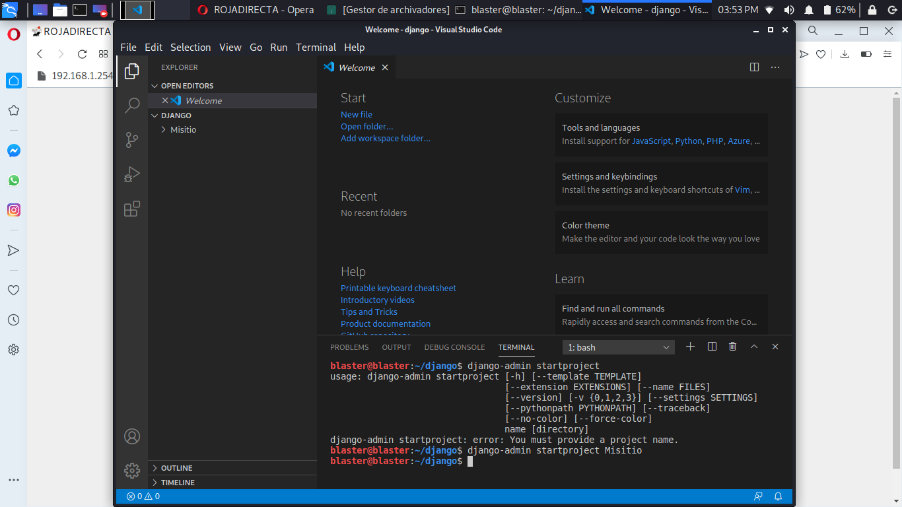 ROJADIRECTA - Opera
[Gestor de archivadores]
blaster@blaster: ~/djan...
Welcome - django - Vis...
03:53 PM
62%
ROJADIRECTA
192.168.1.254
Welcome - django - Visual Studio Code
File Edit Selection View Go Run Terminal Help
EXPLORER
OPEN EDITORS
Welcome
DJANGO
Misitio
OUTLINE
TIMELINE
Welcome
Start
New file
Open folder...
Add workspace folder...
Recent
No recent folders
Help
Printable keyboard cheatsheet
Introductory videos
Tips and Tricks
Product documentation
GitHub repository
Customize
Tools and languages
Install support for JavaScript, Python, PHP, Azure, ...
Settings and keybindings
Install the settings and keyboard shortcuts of Vim, ...
Color theme
Make the editor and your code look the way you love
Learn
Find and run all commands
Rapidly access and search commands from the Co...
PROBLEMS OUTPUT DEBUG CONSOLE TERMINAL
1: bash
blaster@blaster:~/django$ django-admin startproject
usage: django-admin startproject [-h] [--template TEMPLATE]
[--extension EXTENSIONS] [--name FILES]
[--version] [-v {0,1,2,3}] [--settings SETTINGS]
[--pythonpath PYTHONPATH] [--traceback]
[--no-color] [--force-color]
name [directory]
django-admin startproject: error: You must provide a project name.
blaster@blaster:~/django$ django-admin startproject Misitio
blaster@blaster:~/django$
0 0